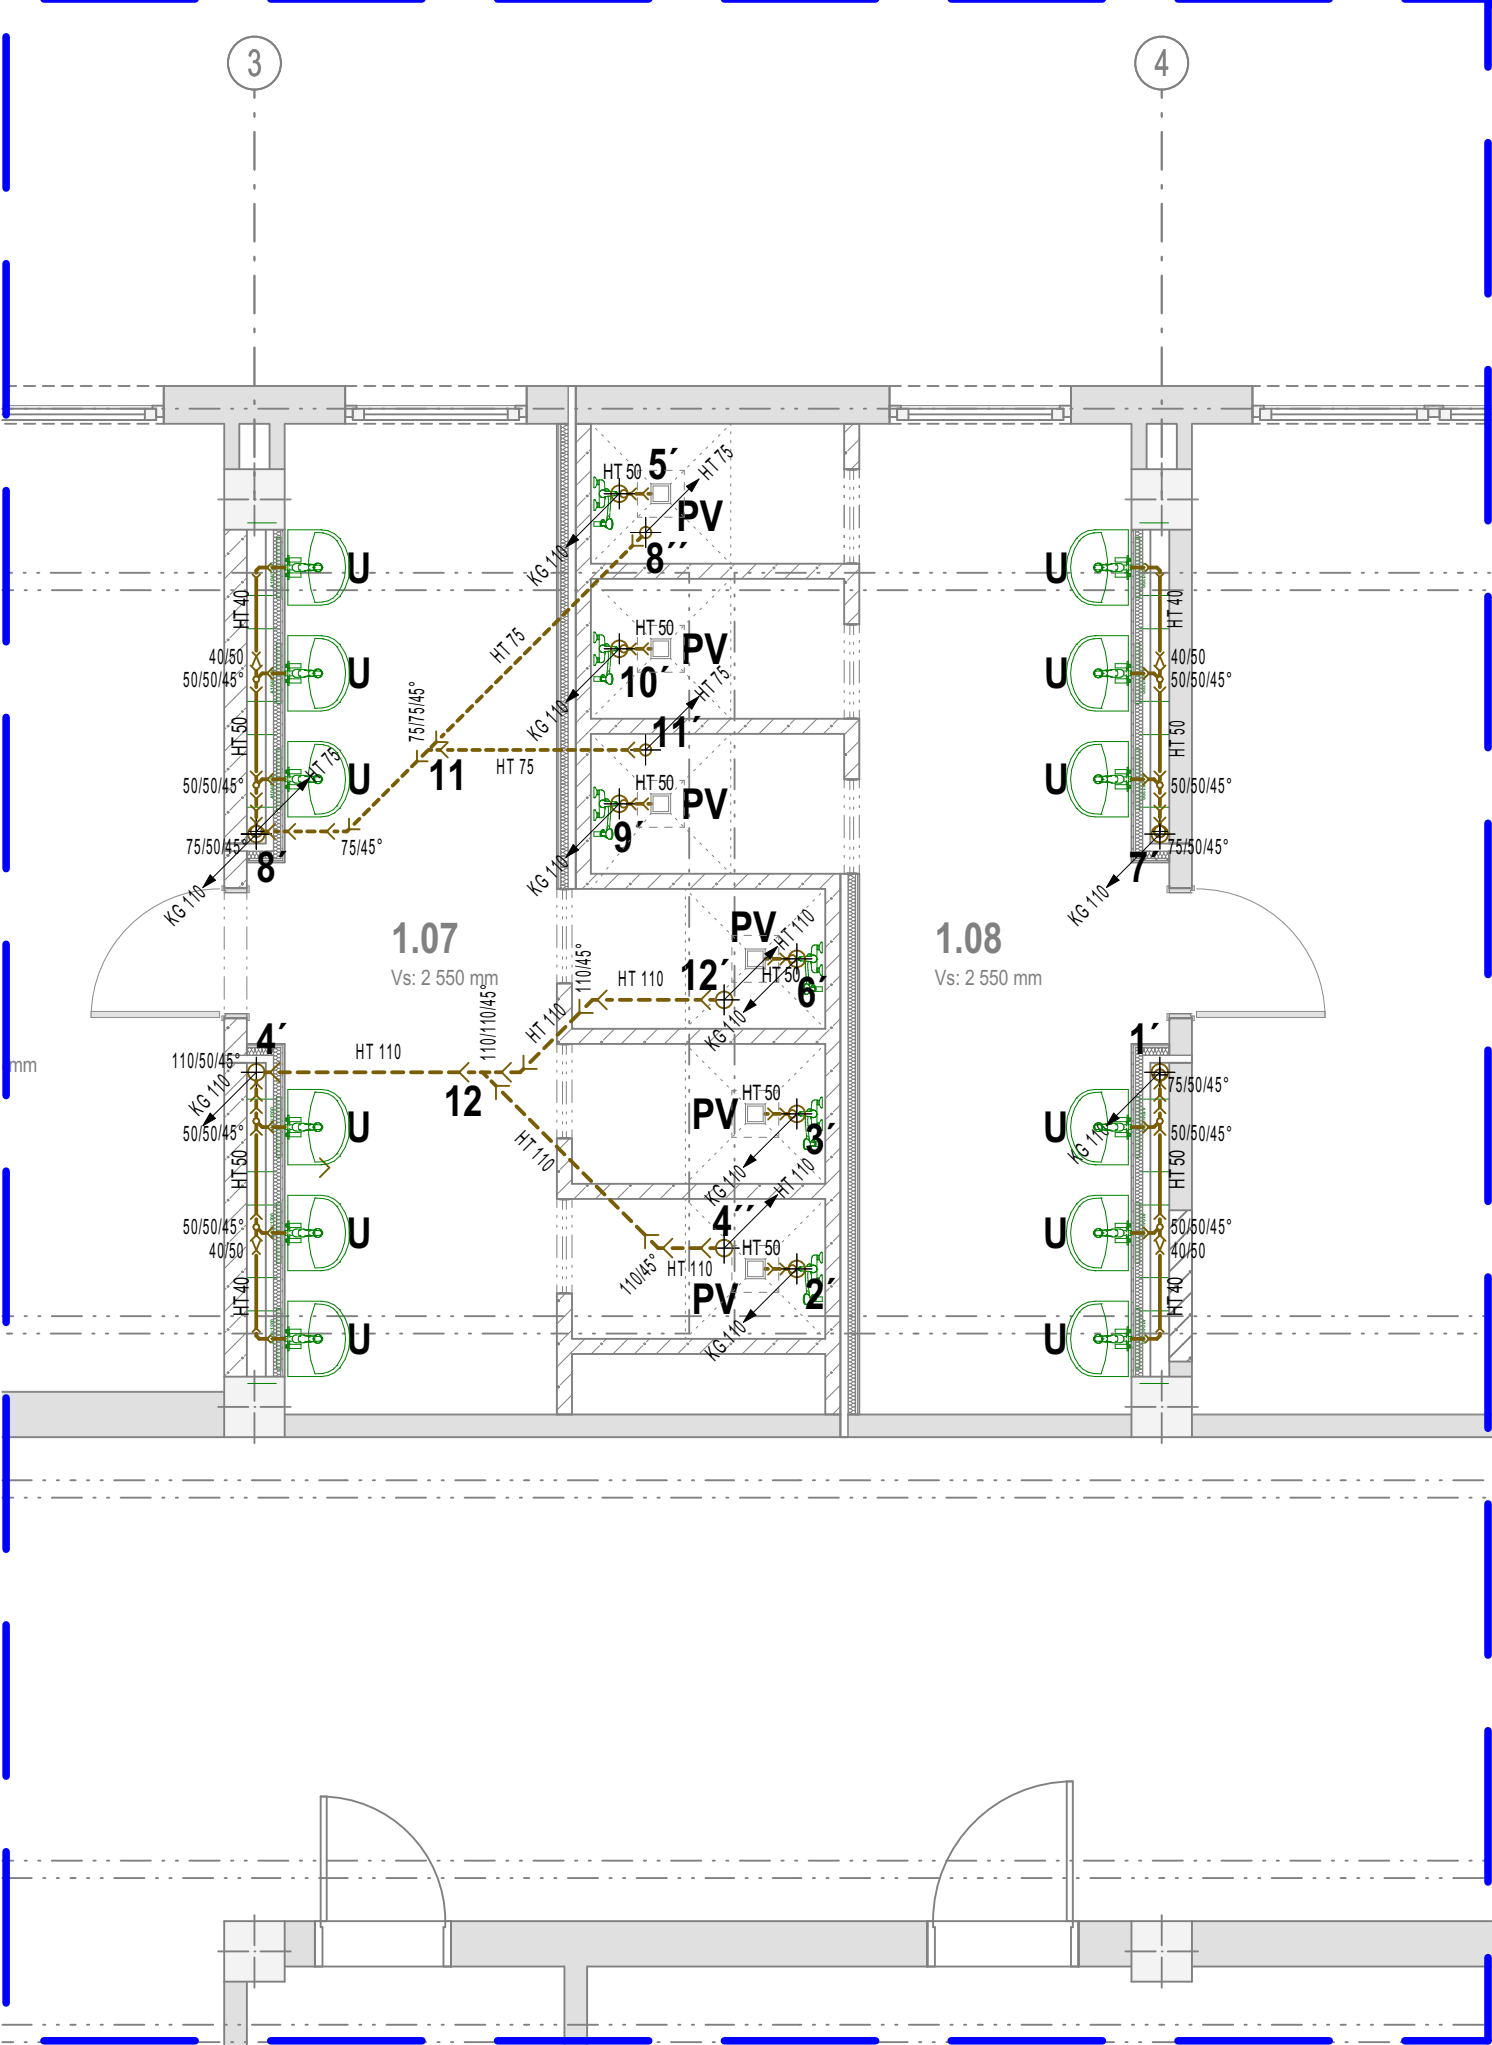 3
4
5´
HT 50
HT 75
PV
KG 110
8´´
U
U
HT 40
HT 40
HT 50
PV
HT 75
40/50
50/50/45°
U
10´
U
40/50
50/50/45°
75/75/45°
HT 75
KG 110
11´
HT 50
HT 50
50/50/45°
HT 75
U
11
HT 75
HT 50
PV
U
50/50/45°
75/50/45°
75/45°
9´
75/50/45°
8´
KG 110
7´
KG 110
KG 110
1.07
Vs: 2 550 mm
PV
HT 110
1.08
Vs: 2 550 mm
110/45°
HT 110
12´
HT 50
6´
110/110/45°
HT 110
KG 110
4´
1´
110/50/45°
HT 110
mm
KG 110
12
HT 50
75/50/45°
50/50/45°
U
PV
3´
U
50/50/45°
KG 110
HT 110
HT 50
KG 110
HT 110
HT 50
50/50/45°
40/50
U
4´´
HT 50
U
50/50/45°
40/50
110/45°
HT 110
HT 40
PV
2´
HT 40
U
KG 110
U